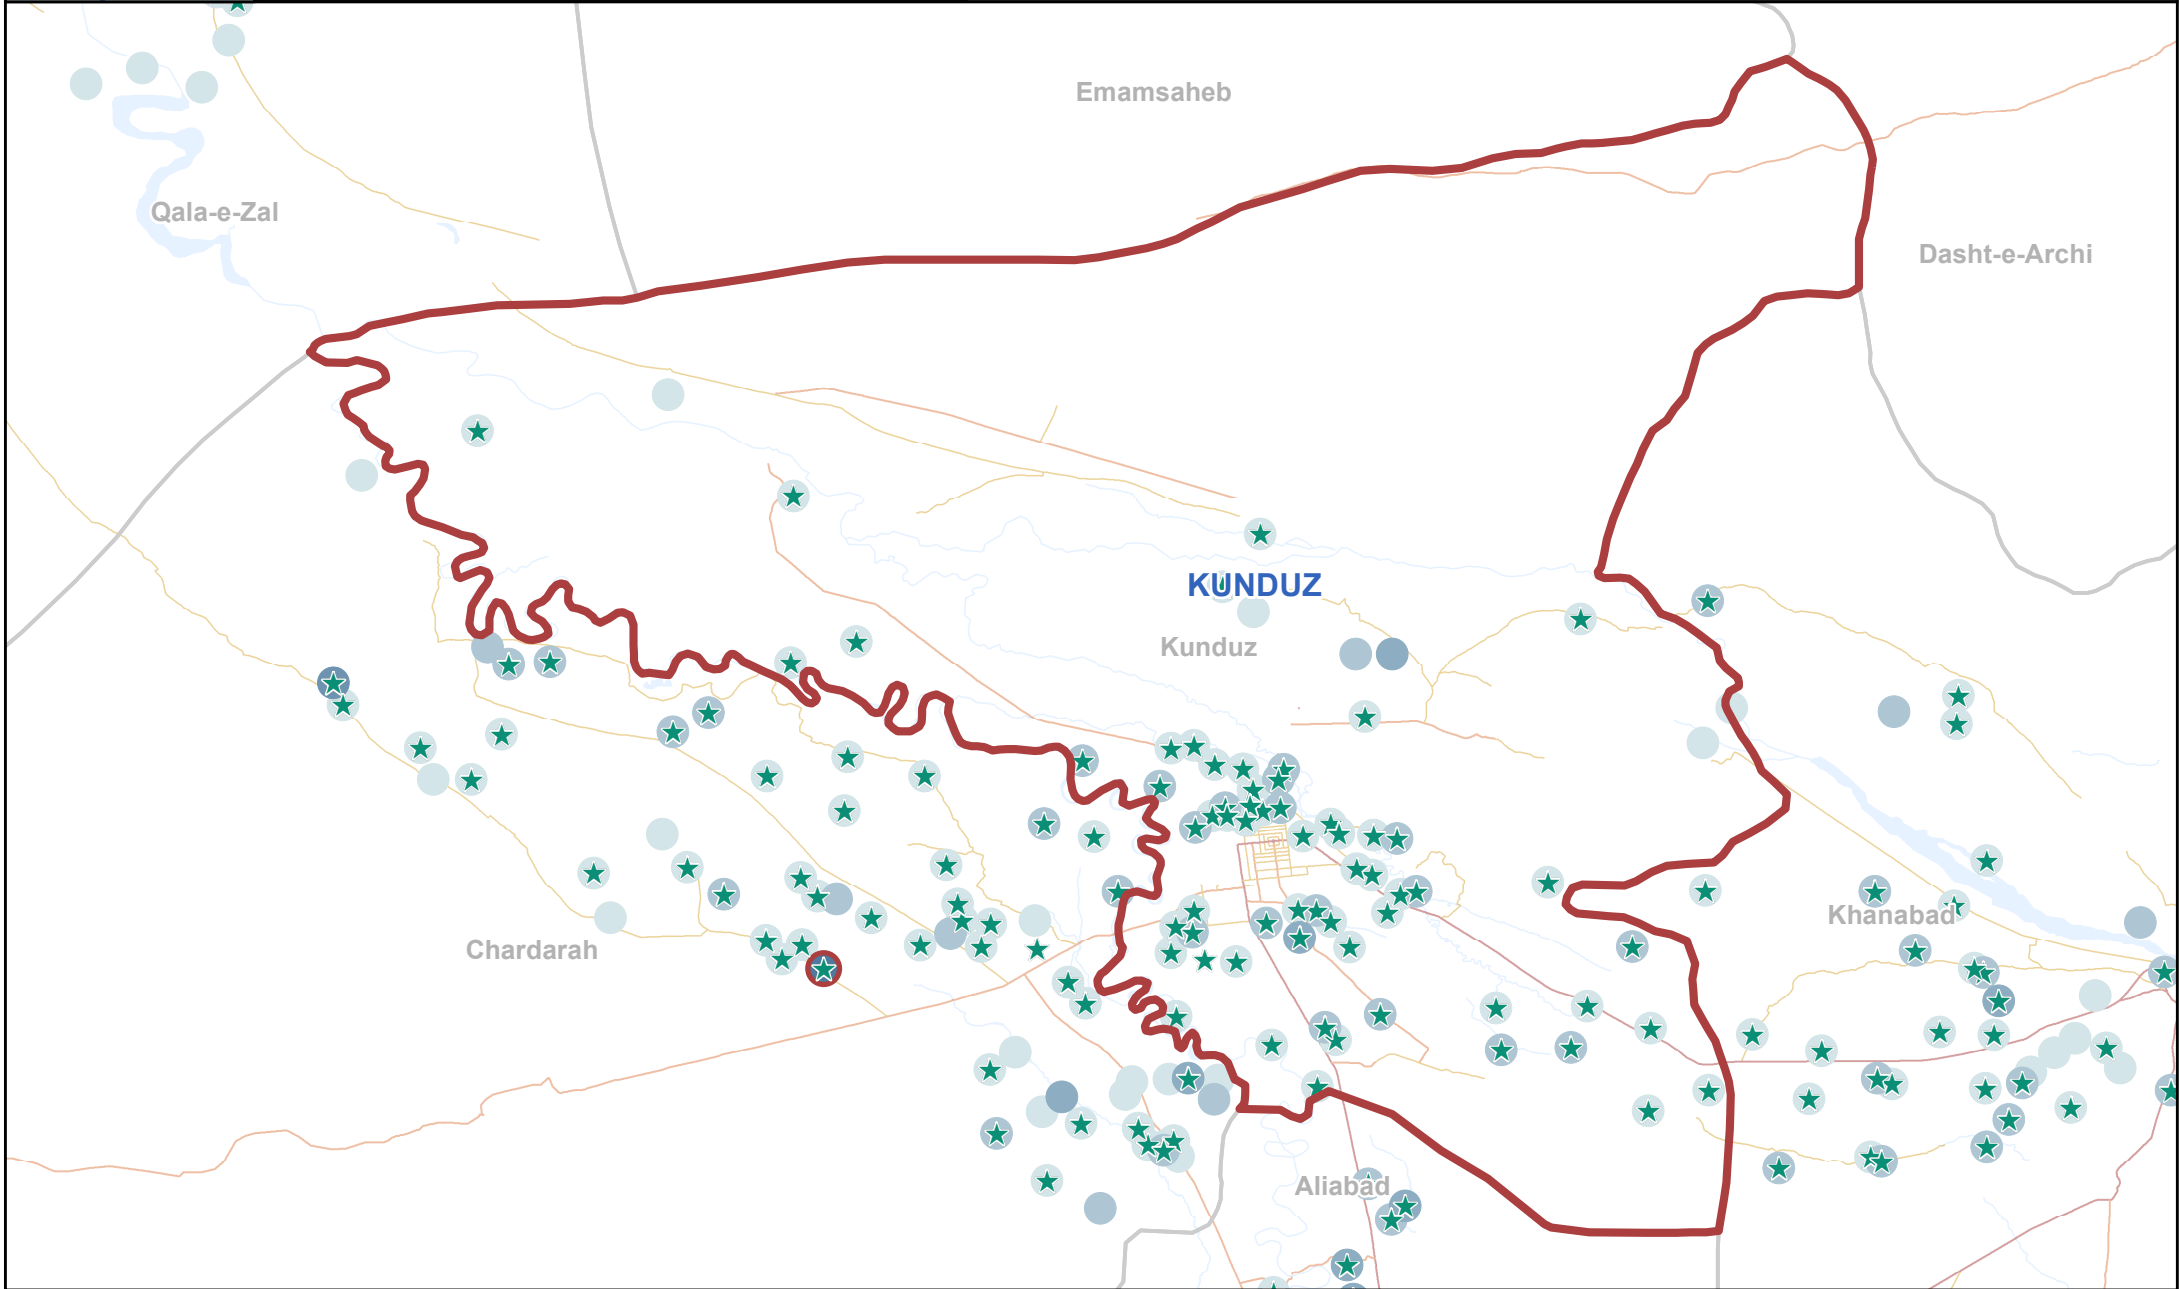 Emamsaheb
Qala-e-Zal
Dasht-e-Archi
KUNDUZ
Kunduz
Khanabad
Chardarah
Aliabad